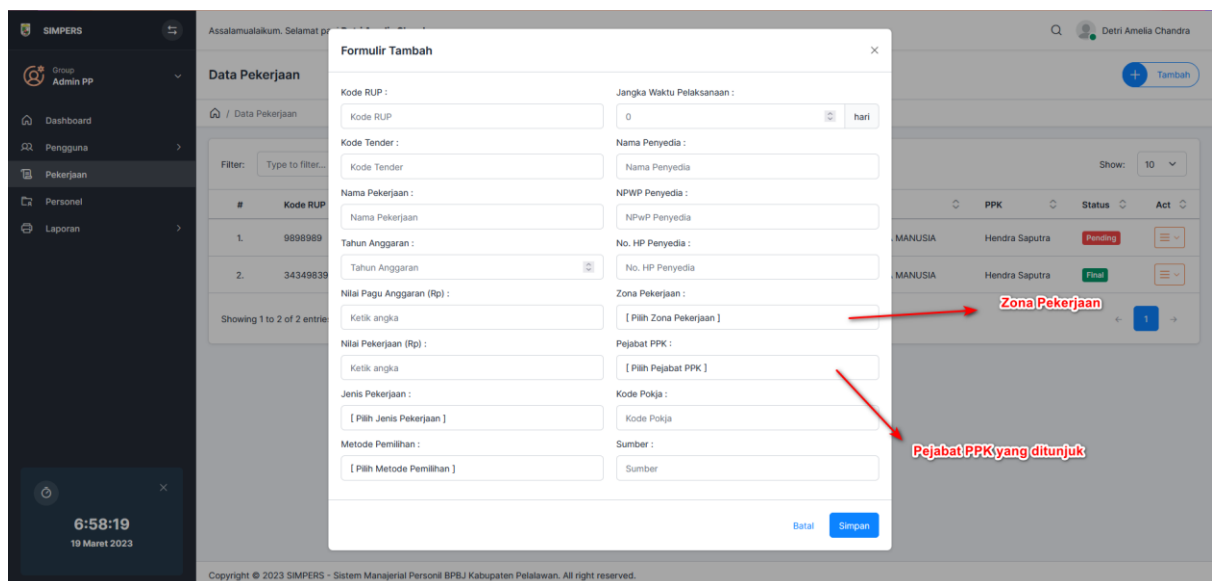 SIMPERS
Assalamualaikum. Selamat
Detri Amelia Chandra
Group
Admin PP
Data Pekerjaan
Tambah
/ Data Pekerjaan
Dashboard
Pengguna
Pekerjaan
Personel
Laporan
Filter: Type to filter...
Show: 10
# Kode RUP PPK Status Act
1. 9898989 MANUSIA Hendra Saputra Pending
2. 34349839 MANUSIA Hendra Saputra Final
Showing 1 to 2 of 2 entrie
← 1 →
Formulir Tambah
Kode RUP :
Kode RUP
Kode Tender :
Kode Tender
Nama Pekerjaan :
Nama Pekerjaan
Tahun Anggaran :
Tahun Anggaran
Nilai Pagu Anggaran (Rp) :
Ketik angka
Nilai Pekerjaan (Rp) :
Ketik angka
Jenis Pekerjaan :
[ Pilih Jenis Pekerjaan ]
Metode Pemilihan :
[ Pilih Metode Pemilihan ]
Jangka Waktu Pelaksanaan :
0 hari
Nama Penyedia :
Nama Penyedia
NPWP Penyedia :
NPwP Penyedia
No. HP Penyedia :
No. HP Penyedia
Zona Pekerjaan :
[ Pilih Zona Pekerjaan ]
Pejabat PPK :
[ Pilih Pejabat PPK ]
Kode Pokja :
Kode Pokja
Sumber :
Sumber
Batal Simpan
Zona Pekerjaan
Pejabat PPK yang ditunjuk
6:58:19
19 Maret 2023
Copyright © 2023 SIMPERS - Sistem Manajerial Personil BPBJ Kabupaten Pelalawan. All right reserved.